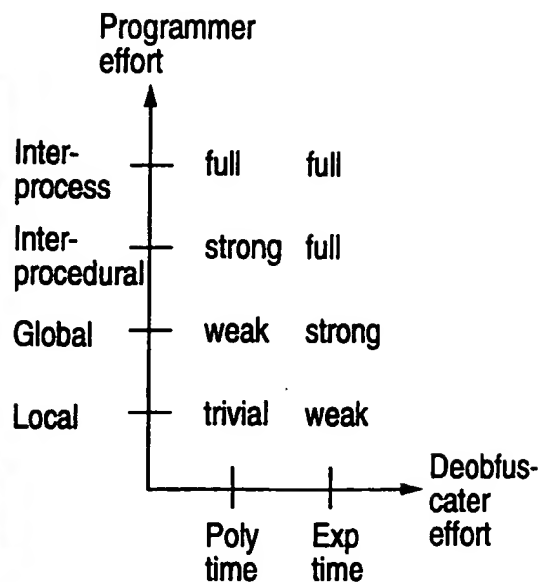 Programmer
effort
Inter-
process
full full
Inter-
procedural
strong full
Global weak strong
Local trivial weak
Deobfus-
cater
effort
Poly
time
Exp
time